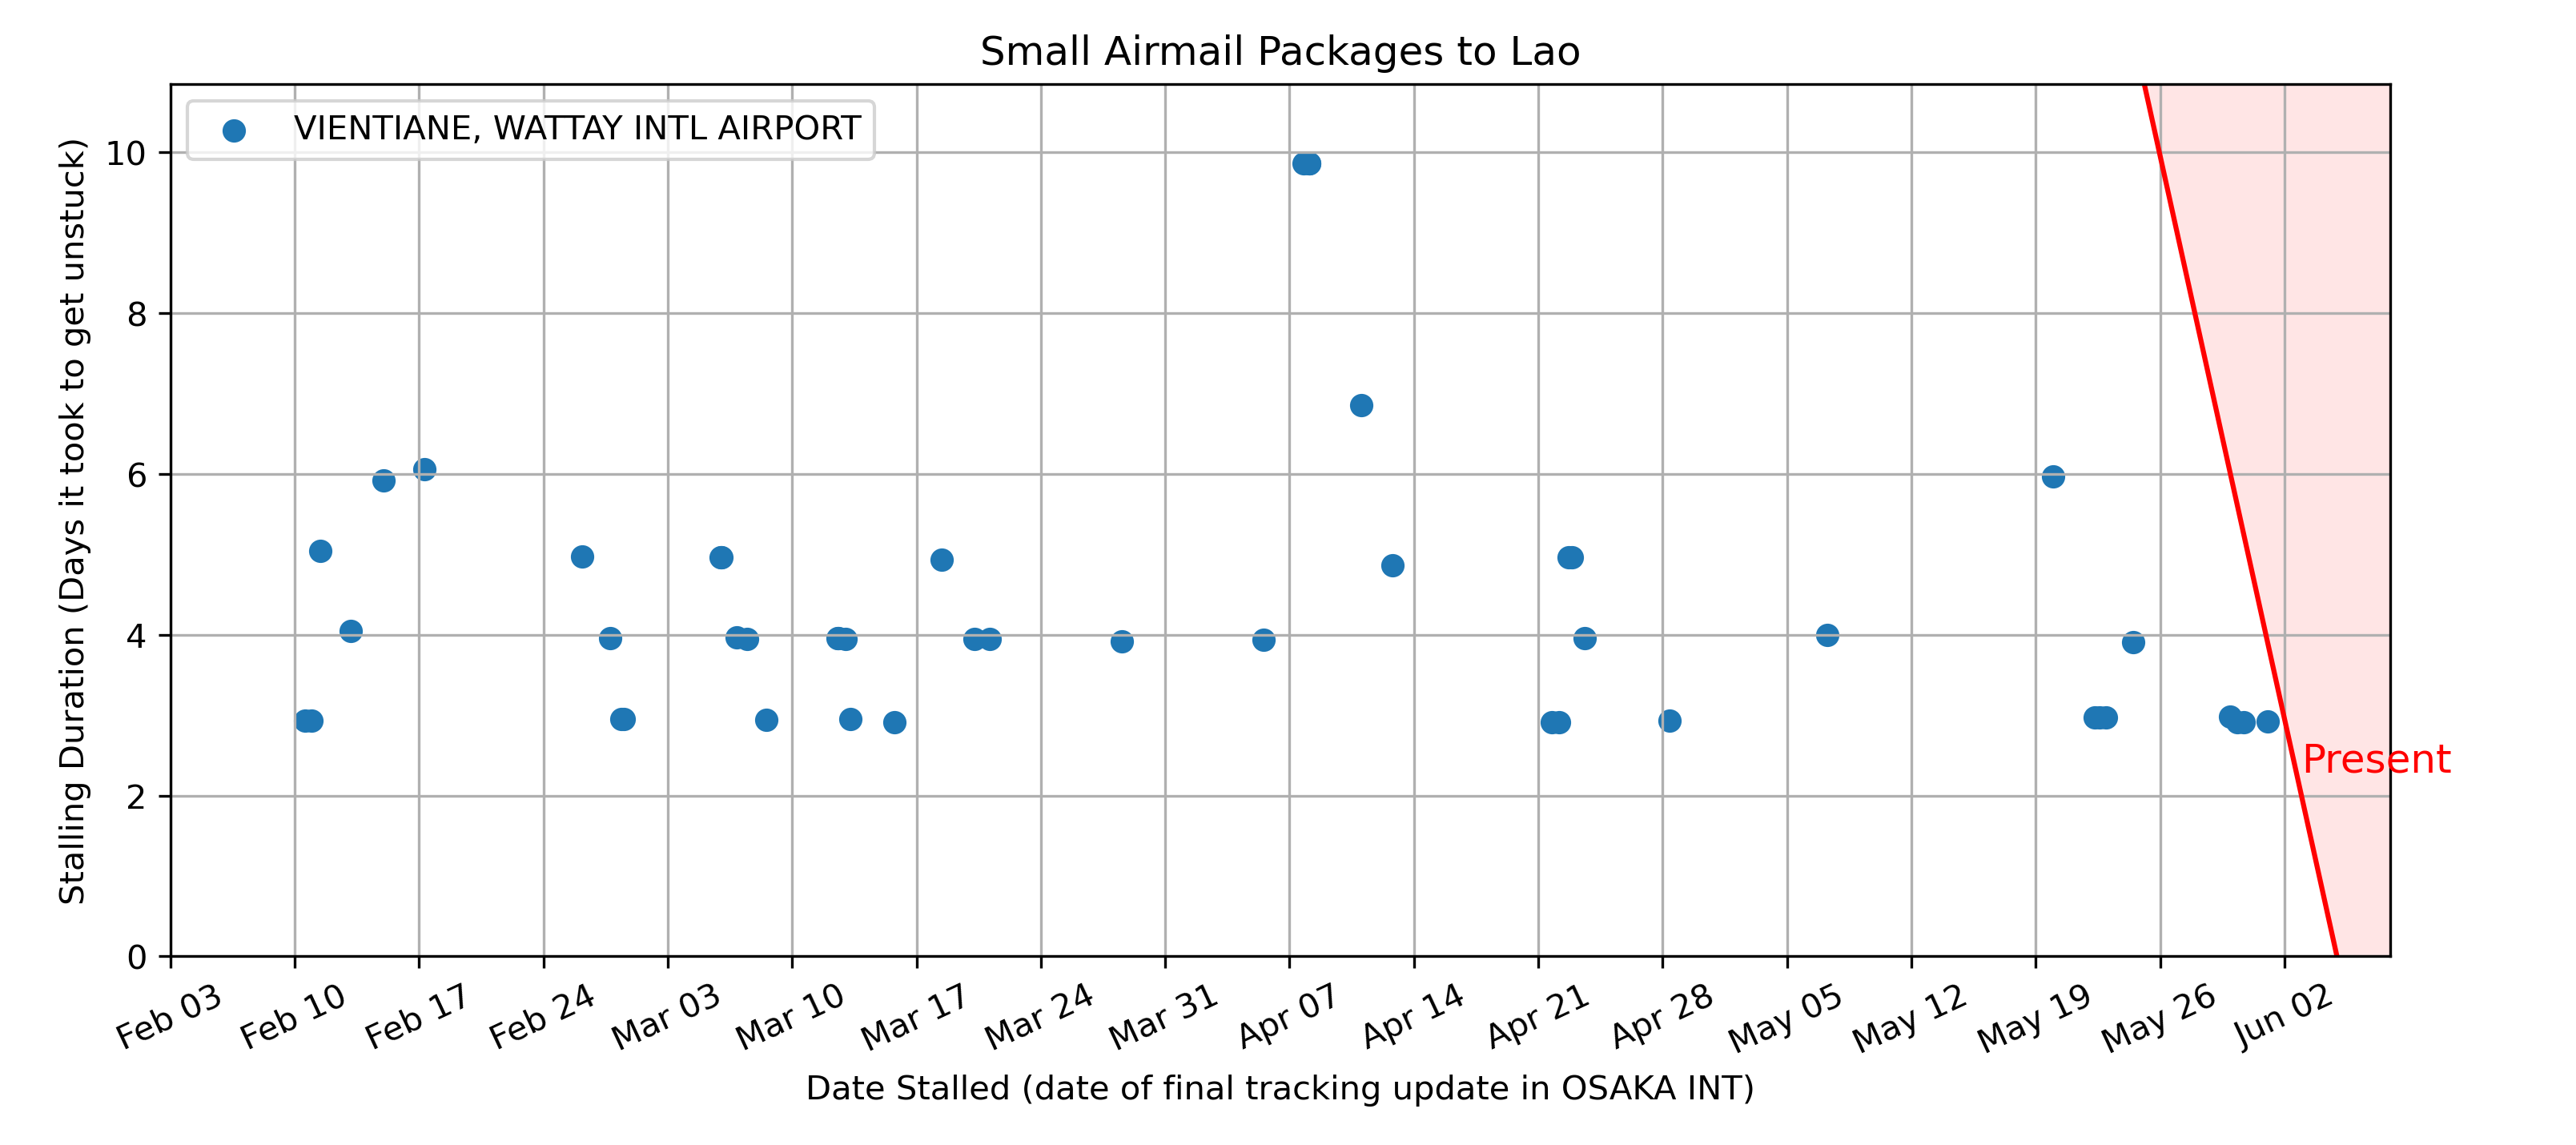 Small Airmail Packages to Lao
VIENTIANE, WATTAY INTL AIRPORT
Stalling Duration (Days it took to get unstuck)
10
8
6
4
2
0
Present
Feb 03
Feb 10
Feb 17
Feb 24
Mar 03
Mar 10
Mar 17
Mar 24
Mar 31
Apr 07
Apr 14
Apr 21
Apr 28
May 05
May 12
May 19
May 26
Jun 02
Date Stalled (date of final tracking update in OSAKA INT)